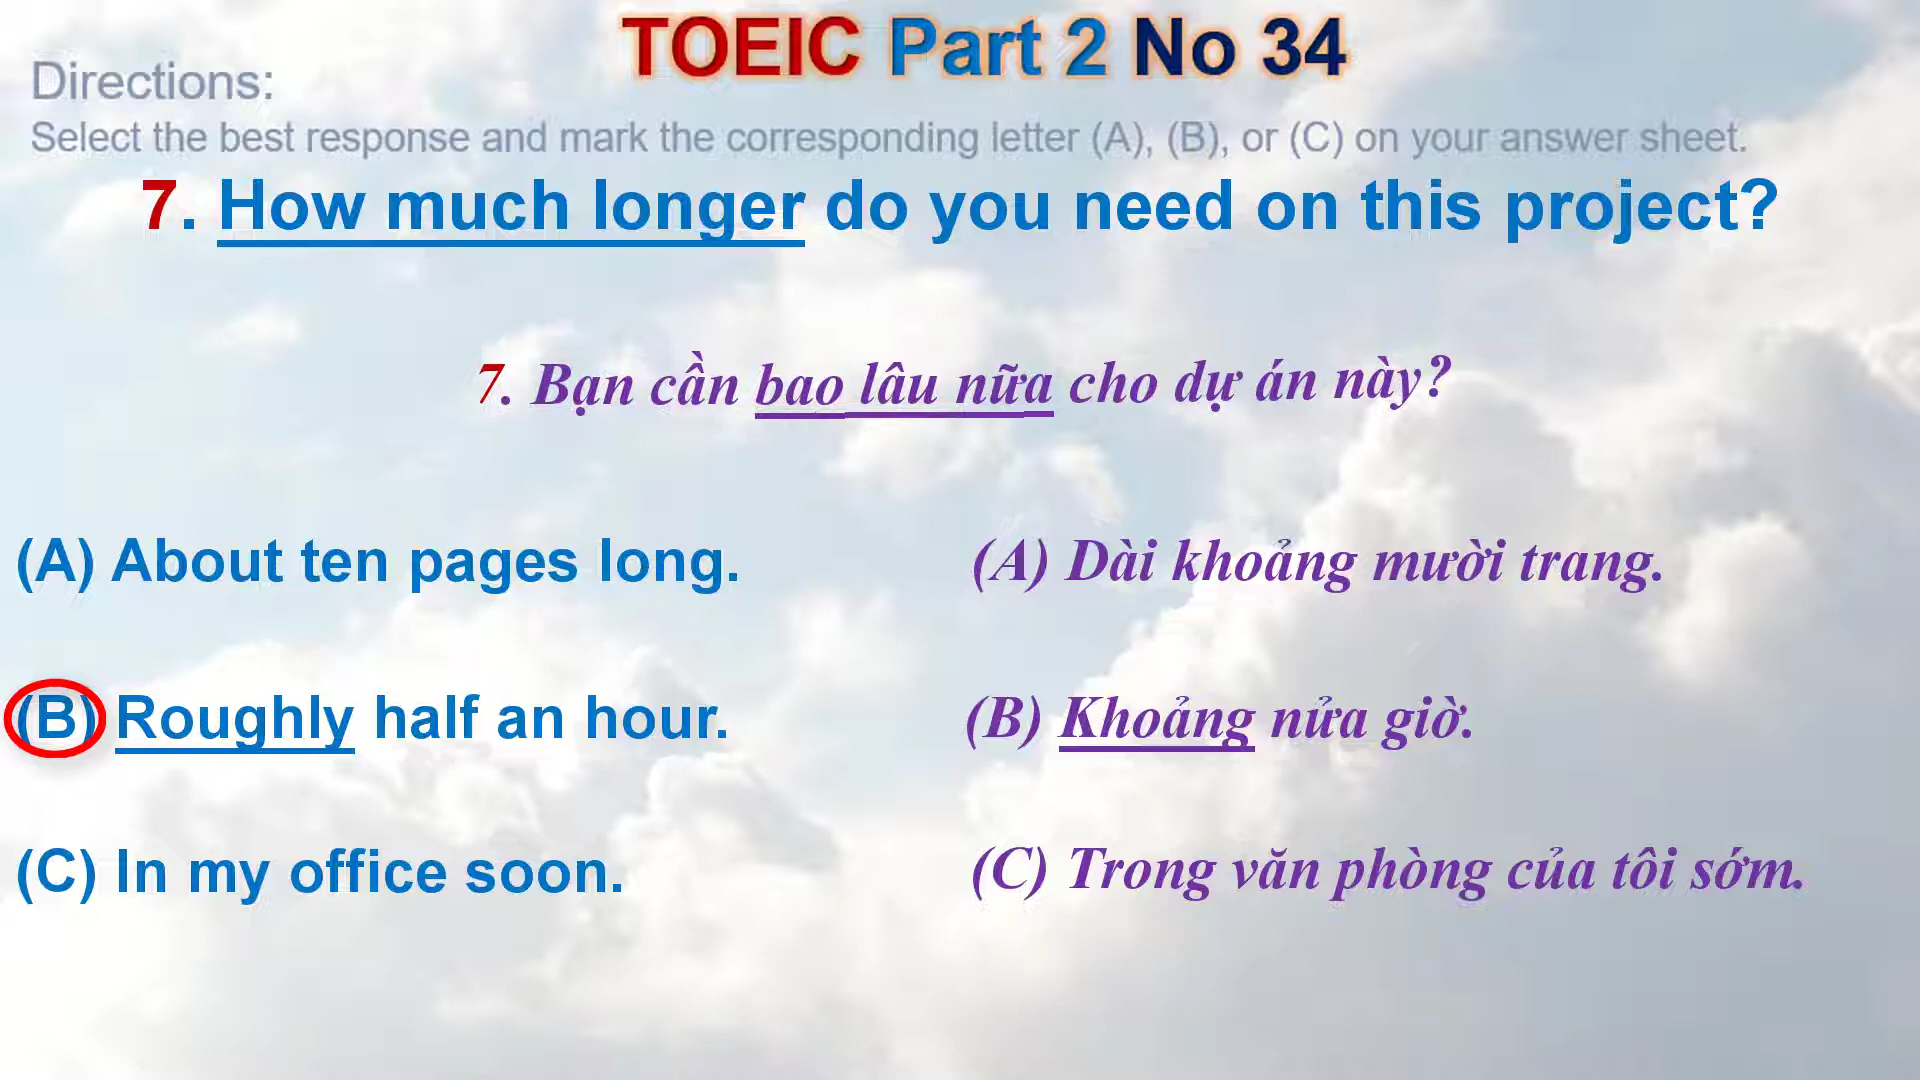 TOEIC Part 2 No 34
Directions:
Select the best response and mark the corresponding letter (A), (B), or (C) on your answer sheet.
7. How much longer do you need on this project?
7. Bạn cần bao lâu nữa cho dự án này?
(A) About ten pages long.
(A) Dài khoảng mười trang.
(B) Roughly half an hour.
(B) Khoảng nửa giờ.
(C) In my office soon.
(C) Trong văn phòng của tôi sớm.